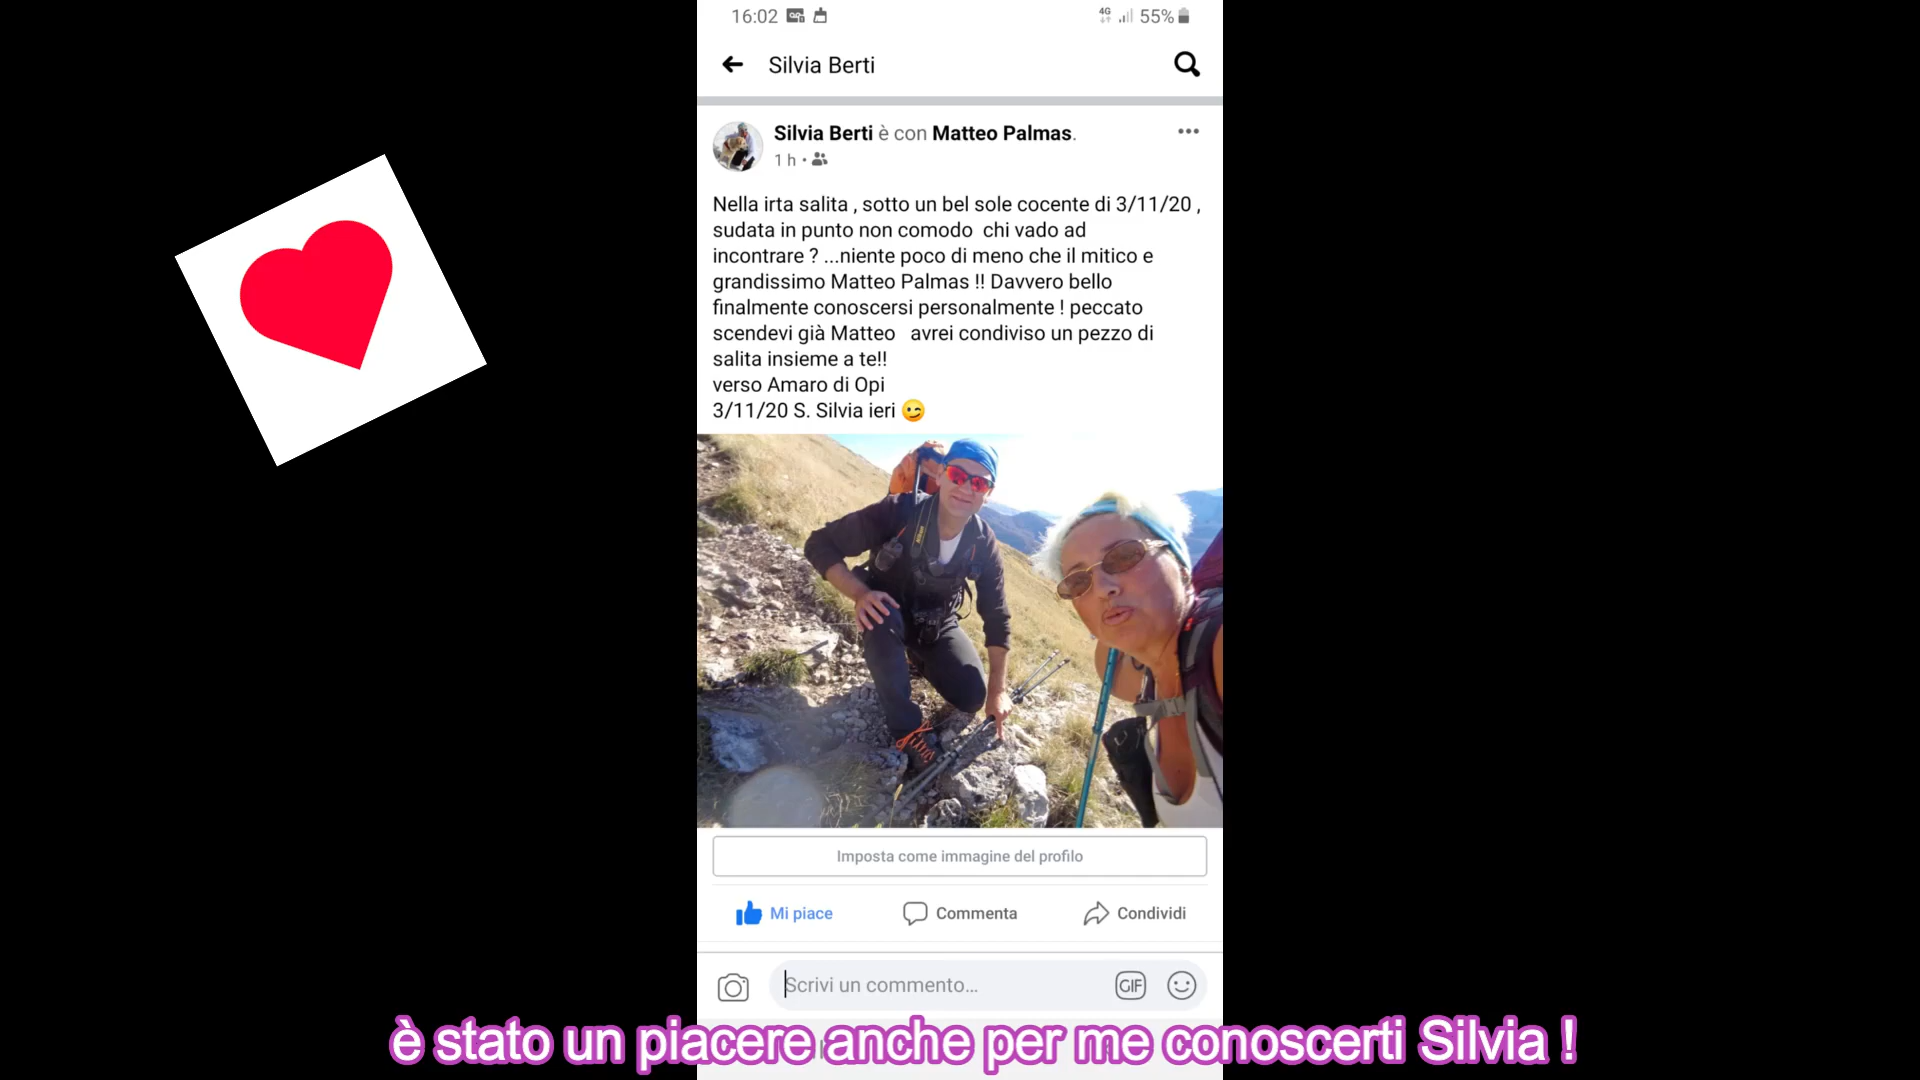 16:02
4G
55%
Silvia Berti
Silvia Berti è con Matteo Palmas.
1 h •
Nella irta salita , sotto un bel sole cocente di 3/11/20 ,
sudata in punto non comodo  chi vado ad
incontrare ? ...niente poco di meno che il mitico e
grandissimo Matteo Palmas !! Davvero bello
finalmente conoscersi personalmente ! peccato
scendevi già Matteo   avrei condiviso un pezzo di
salita insieme a te!!
verso Amaro di Opi
3/11/20 S. Silvia ieri 😉
Imposta come immagine del profilo
Mi piace
Commenta
Condividi
Scrivi un commento...
GIF
è stato un piacere anche per me conoscerti Silvia !